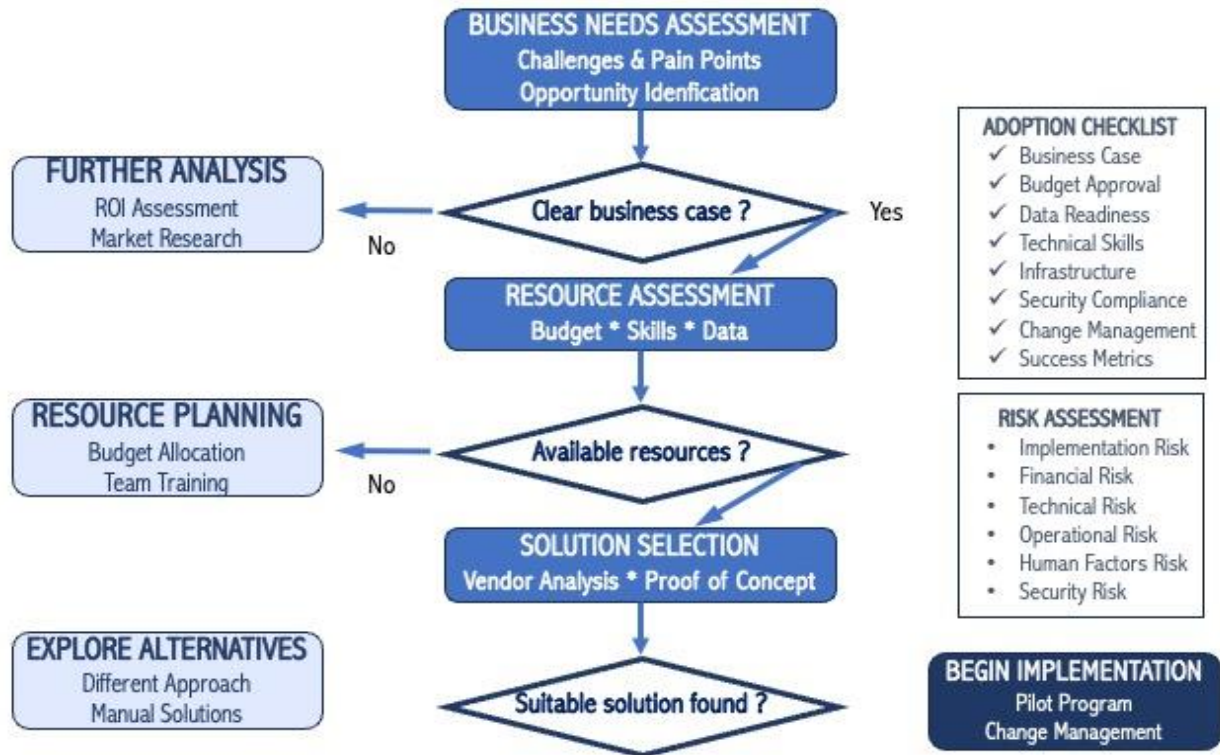 BUSINESS NEEDS ASSESSMENT
Challenges & Pain Points
Opportunity Idenfication
Clear business case ?
Yes
No
FURTHER ANALYSIS
ROI Assessment
Market Research
RESOURCE ASSESSMENT
Budget * Skills * Data
Available resources ?
No
RESOURCE PLANNING
Budget Allocation
Team Training
SOLUTION SELECTION
Vendor Analysis * Proof of Concept
Suitable solution found ?
EXPLORE ALTERNATIVES
Different Approach
Manual Solutions
ADOPTION CHECKLIST
✓ Business Case
✓ Budget Approval
✓ Data Readiness
✓ Technical Skills
✓ Infrastructure
✓ Security Compliance
✓ Change Management
✓ Success Metrics
RISK ASSESSMENT
• Implementation Risk
• Financial Risk
• Technical Risk
• Operational Risk
• Human Factors Risk
• Security Risk
BEGIN IMPLEMENTATION
Pilot Program
Change Management